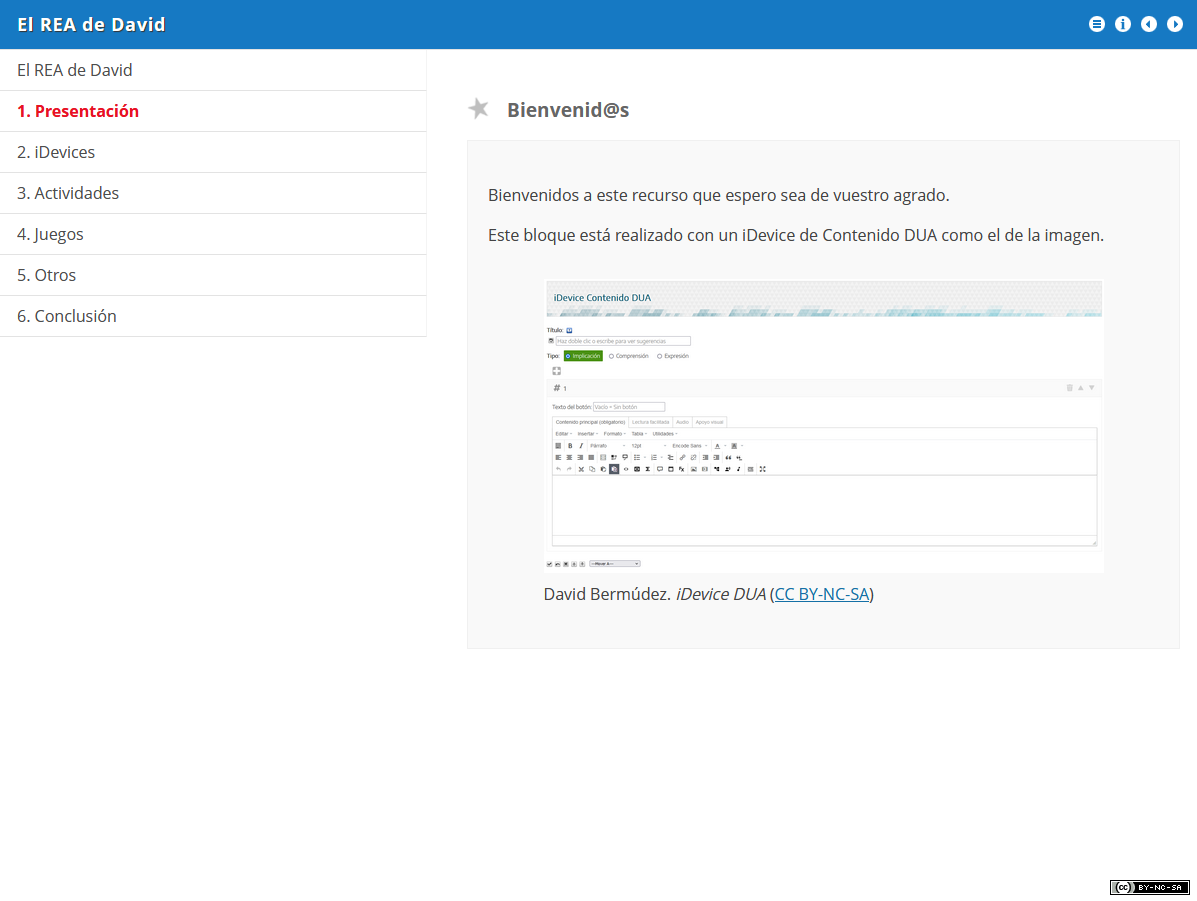 El REA de David
El REA de David
1. Presentación
2. iDevices
3. Actividades
4. Juegos
5. Otros
6. Conclusión
Bienvenid@s
Bienvenidos a este recurso que espero sea de vuestro agrado.
Este bloque está realizado con un iDevice de Contenido DUA como el de la imagen.
iDevice Contenido DUA
Título:
Haz doble clic o escribe para ver sugerencias
Tipo: Implicación Comprensión Expresión
# 1
Texto del botón: Vacío = Sin botón
Contenido principal (obligatorio) Lectura facilitada Audio Apoyo visual
Editar Insertar Formato Tabla Utilidades
Párrafo 12pt Encode Sans
David Bermúdez. iDevice DUA (CC BY-NC-SA)
cc BY-NC-SA